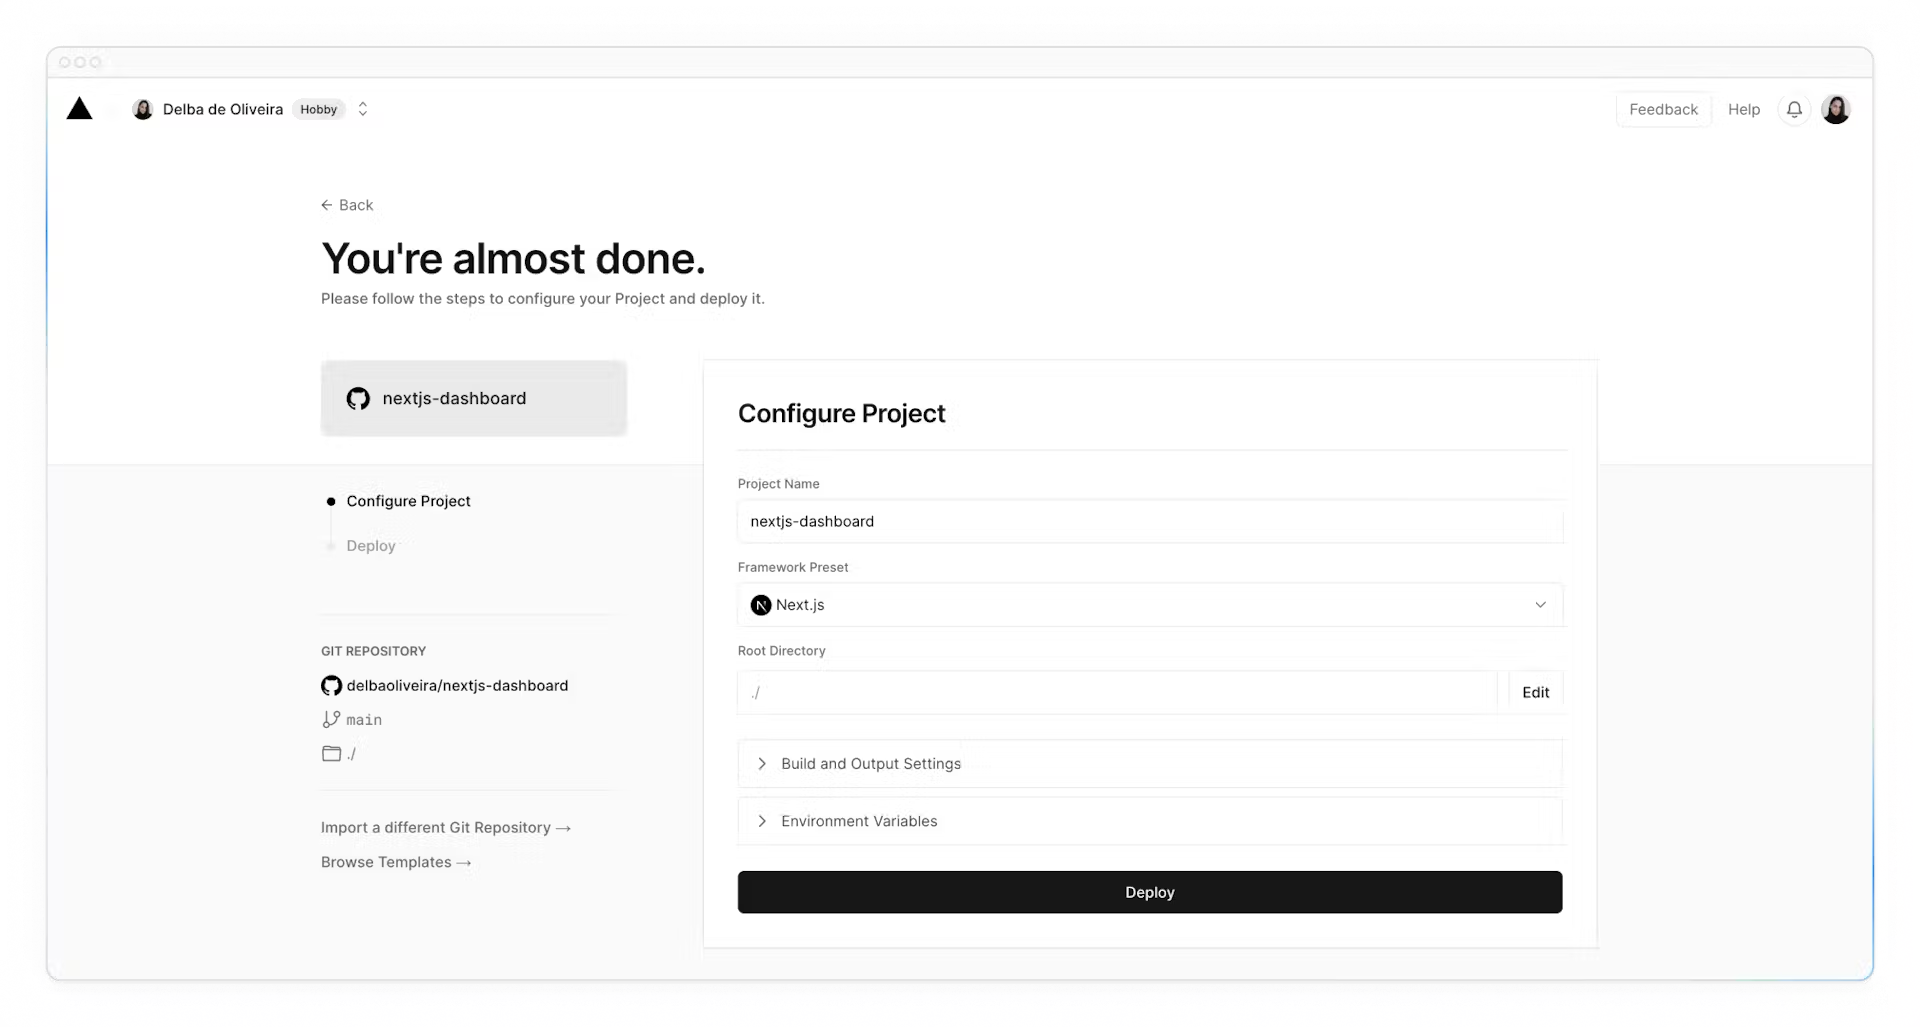 Delba de Oliveira Hobby
Feedback Help
← Back
You're almost done.
Please follow the steps to configure your Project and deploy it.
nextjs-dashboard
Configure Project
Deploy
GIT REPOSITORY
delbaoliveira/nextjs-dashboard
main
./
Import a different Git Repository →
Browse Templates →
Configure Project
Project Name
nextjs-dashboard
Framework Preset
N Next.js
Root Directory
./ Edit
Build and Output Settings
Environment Variables
Deploy